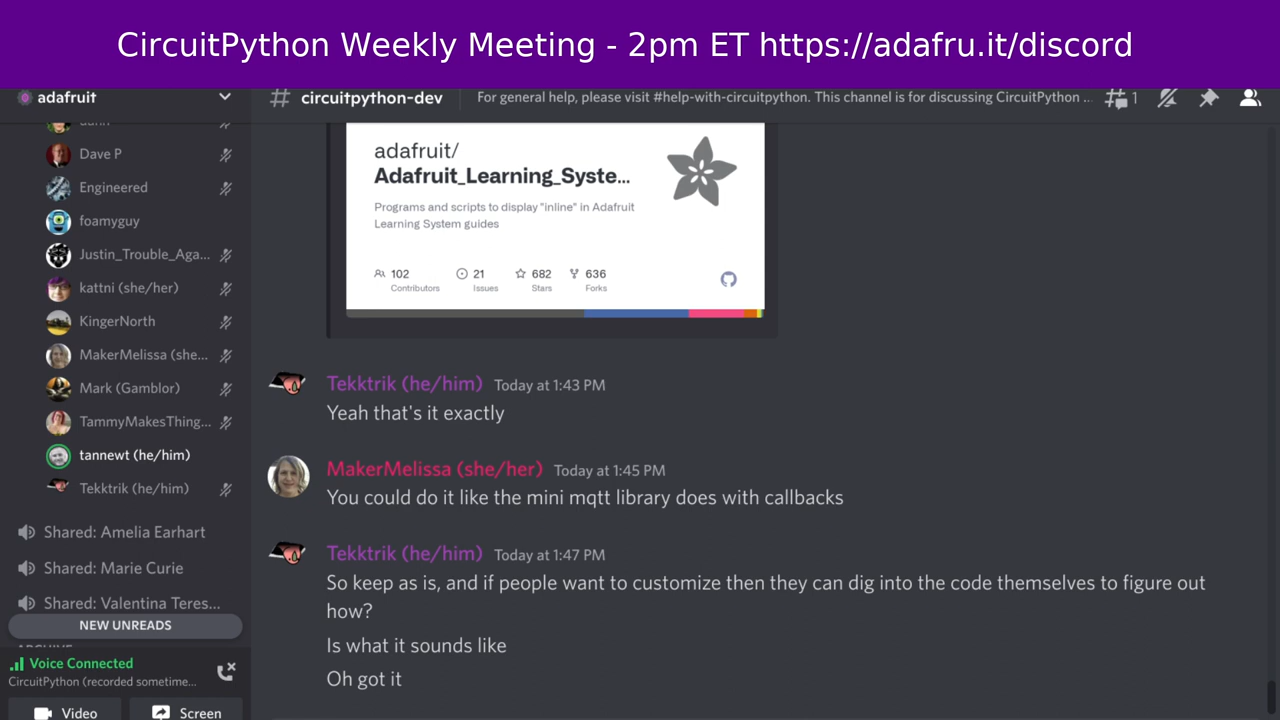 CircuitPython Weekly Meeting - 2pm ET https://adafru.it/discord
adafruit
circuitpython-dev
For general help, please visit #help-with-circuitpython. This channel is for discussing CircuitPython ...
1
Dave P
Engineered
foamyguy
Justin_Trouble_Aga...
kattni (she/her)
KingerNorth
MakerMelissa (she...
Mark (Gamblor)
TammyMakesThing...
tannewt (he/him)
Tekktrik (he/him)
Shared: Amelia Earhart
Shared: Marie Curie
Shared: Valentina Teres...
NEW UNREADS
Voice Connected
CircuitPython (recorded sometime...
Video
Screen
adafruit/
Adafruit_Learning_Syste...
Programs and scripts to display "inline" in Adafruit
Learning System guides
102 21 682 636
Contributors Issues Stars Forks
Tekktrik (he/him) Today at 1:43 PM
Yeah that's it exactly
MakerMelissa (she/her) Today at 1:45 PM
You could do it like the mini mqtt library does with callbacks
Tekktrik (he/him) Today at 1:47 PM
So keep as is, and if people want to customize then they can dig into the code themselves to figure out
how?
Is what it sounds like
Oh got it